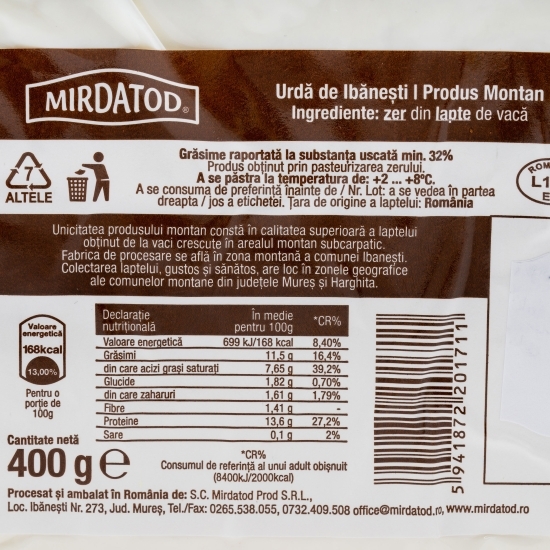 MIRDATOD®
Urdă de Ibănești | Produs Montan
Ingrediente: zer din lapte de vacă
7
ALTELE
Grăsime raportată la substanța uscată min. 32%
Produs obținut prin pasteurizarea zerului.
A se păstra la temperatura de: +2 ... +8ºC.
A se consuma de preferință înainte de / Nr. Lot: a se vedea în partea
dreapta / jos a etichetei. Țara de origine a laptelui: România
ROM
L1
E
Unicitatea produsului montan constă în calitatea superioară a laptelui
obținut de la vaci crescute în arealul montan subcarpatic.
Fabrica de procesare se află în zona montană a comunei Ibanești.
Colectarea laptelui, gustos și sănătos, are loc în zonele geografice
ale comunelor montane din județele Mureș și Harghita.
Valoare
energetică
168kcal
13,00%
Pentru o
porție de
100g
Declarație nutrițională În medie pentru 100g *CR%
Valoare energetică 699 kJ/168 kcal 8,40%
Grăsimi 11,5 g 16,4%
din care acizi grași saturați 7,65 g 39,2%
Glucide 1,82 g 0,70%
din care zaharuri 1,61 g 1,79%
Fibre 1,41 g -
Proteine 13,6 g 27,2%
Sare 0,1 g 2%
*CR%
Consumul de referință al unui adult obișnuit
(8400kJ/2000kcal)
5 941872 201711
Cantitate netă
400 g e
Procesat și ambalat în România de: S.C. Mirdatod Prod S.R.L.,
Loc. Ibănești Nr. 273, Jud. Mureș, Tel./Fax: 0265.538.055, 0732.409.508 office@mirdatod.ro, www.mirdatod.ro